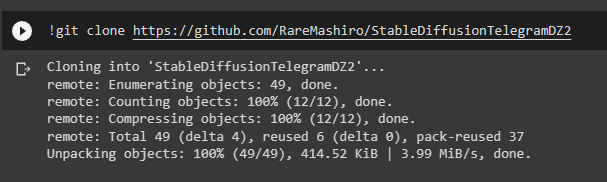 !git clone https://github.com/RareMashiro/StableDiffusionTelegramDZ2
Cloning into 'StableDiffusionTelegramDZ2'...
remote: Enumerating objects: 49, done.
remote: Counting objects: 100% (12/12), done.
remote: Compressing objects: 100% (12/12), done.
remote: Total 49 (delta 4), reused 6 (delta 0), pack-reused 37
Unpacking objects: 100% (49/49), 414.52 KiB | 3.99 MiB/s, done.